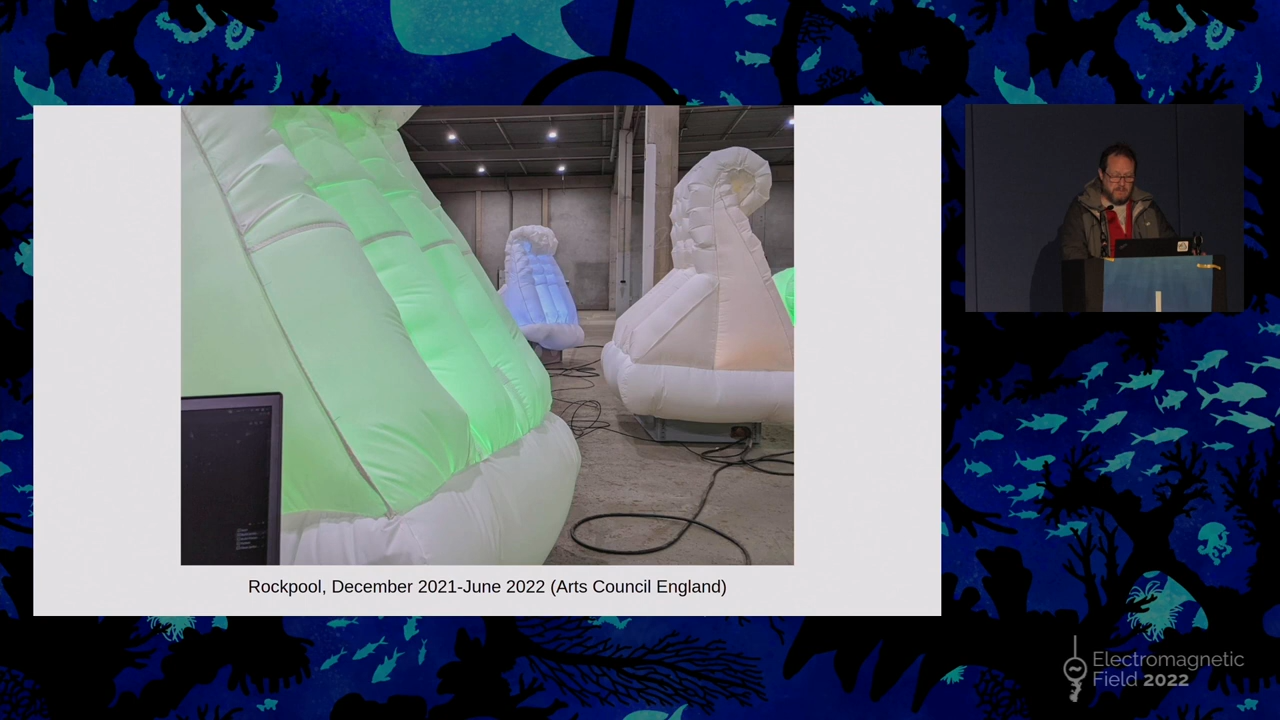 Rockpool, December 2021-June 2022 (Arts Council England)
Electromagnetic
Field 2022